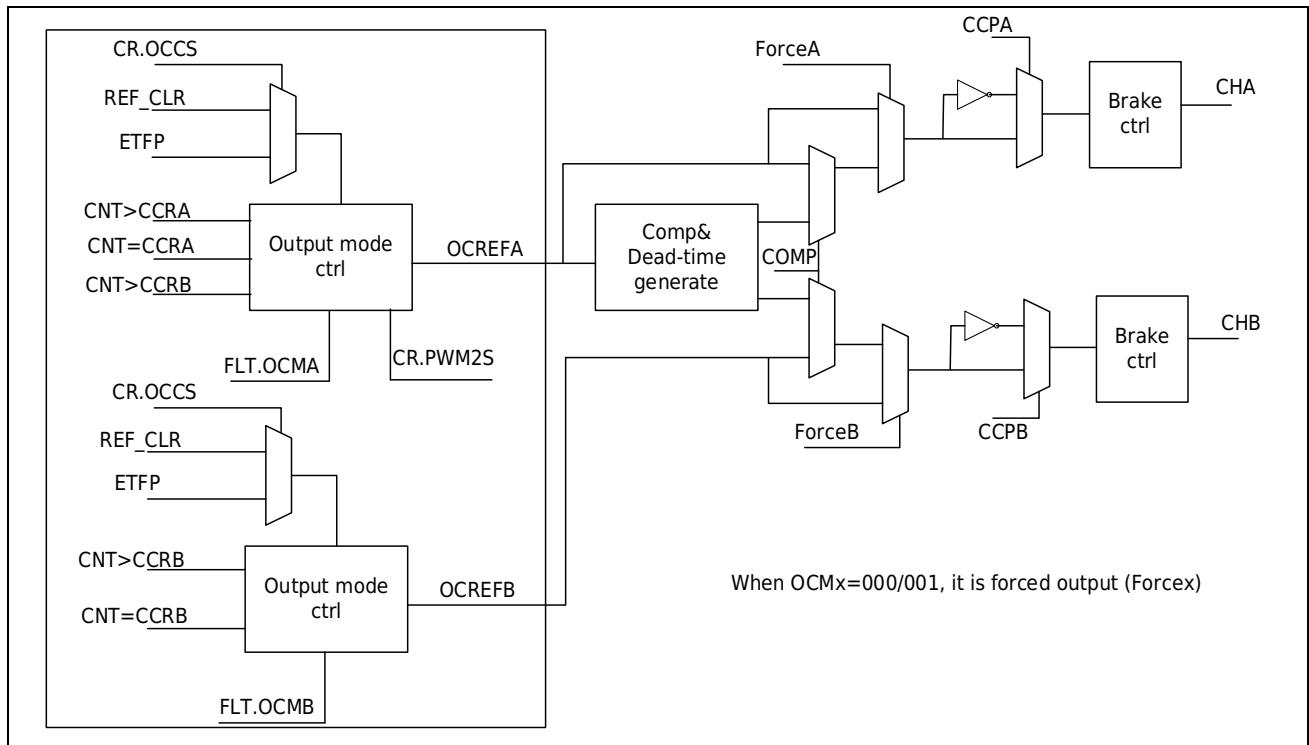 CR.OCCS
REF_CLR
ETFP
CNT>CCRA
CNT=CCRA
CNT>CCRB
Output mode
ctrl
OCREFA
FLT.OCMA
CR.PWM2S
CR.OCCS
REF_CLR
ETFP
CNT>CCRB
CNT=CCRB
Output mode
ctrl
OCREFB
FLT.OCMB
Comp&
Dead-time
generate
COMP
ForceA
CCPA
Brake
ctrl
CHA
ForceB
CCPB
Brake
ctrl
CHB
When OCMx=000/001, it is forced output (Forcex)